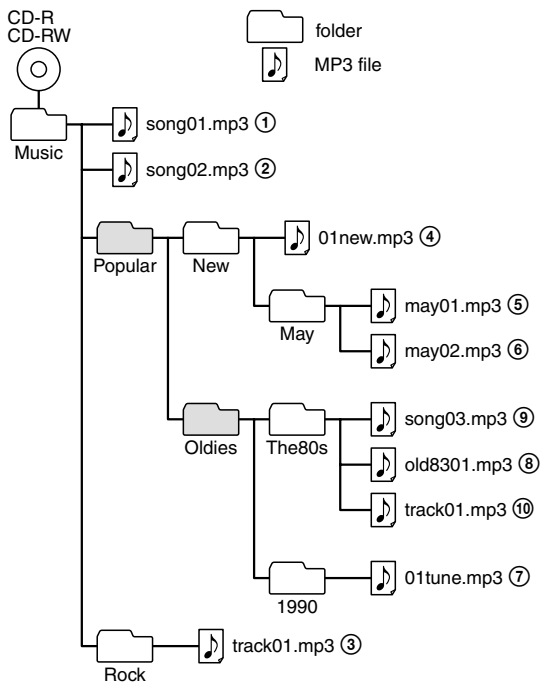 CD-R
CD-RW
folder
MP3 file
Music
song01.mp3 ①
song02.mp3 ②
Popular
New
01new.mp3 ④
May
may01.mp3 ⑤
may02.mp3 ⑥
Oldies
The80s
song03.mp3 ⑨
old8301.mp3 ⑧
track01.mp3 ⑩
1990
01tune.mp3 ⑦
Rock
track01.mp3 ③